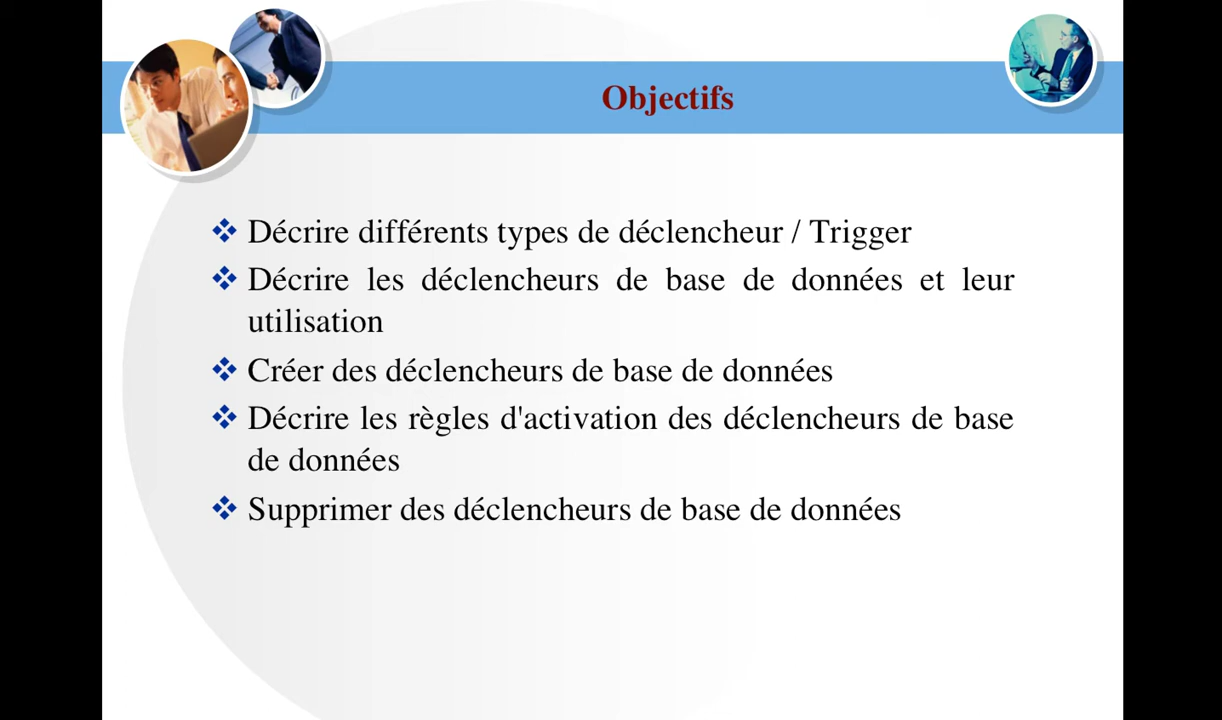 Objectifs
Décrire différents types de déclencheur / Trigger
Décrire les déclencheurs de base de données et leur
utilisation
Créer des déclencheurs de base de données
Décrire les règles d'activation des déclencheurs de base
de données
Supprimer des déclencheurs de base de données